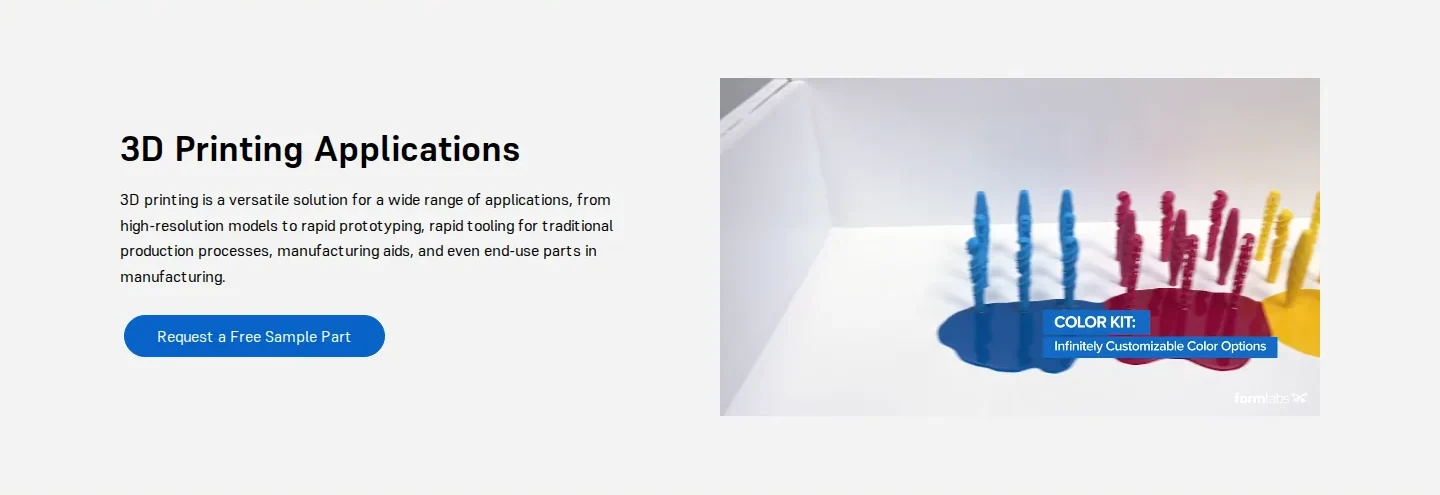 3D Printing Applications
3D printing is a versatile solution for a wide range of applications, from
high-resolution models to rapid prototyping, rapid tooling for traditional
production processes, manufacturing aids, and even end-use parts in
manufacturing.
Request a Free Sample Part
COLOR KIT:
Infinitely Customizable Color Options
formlabs